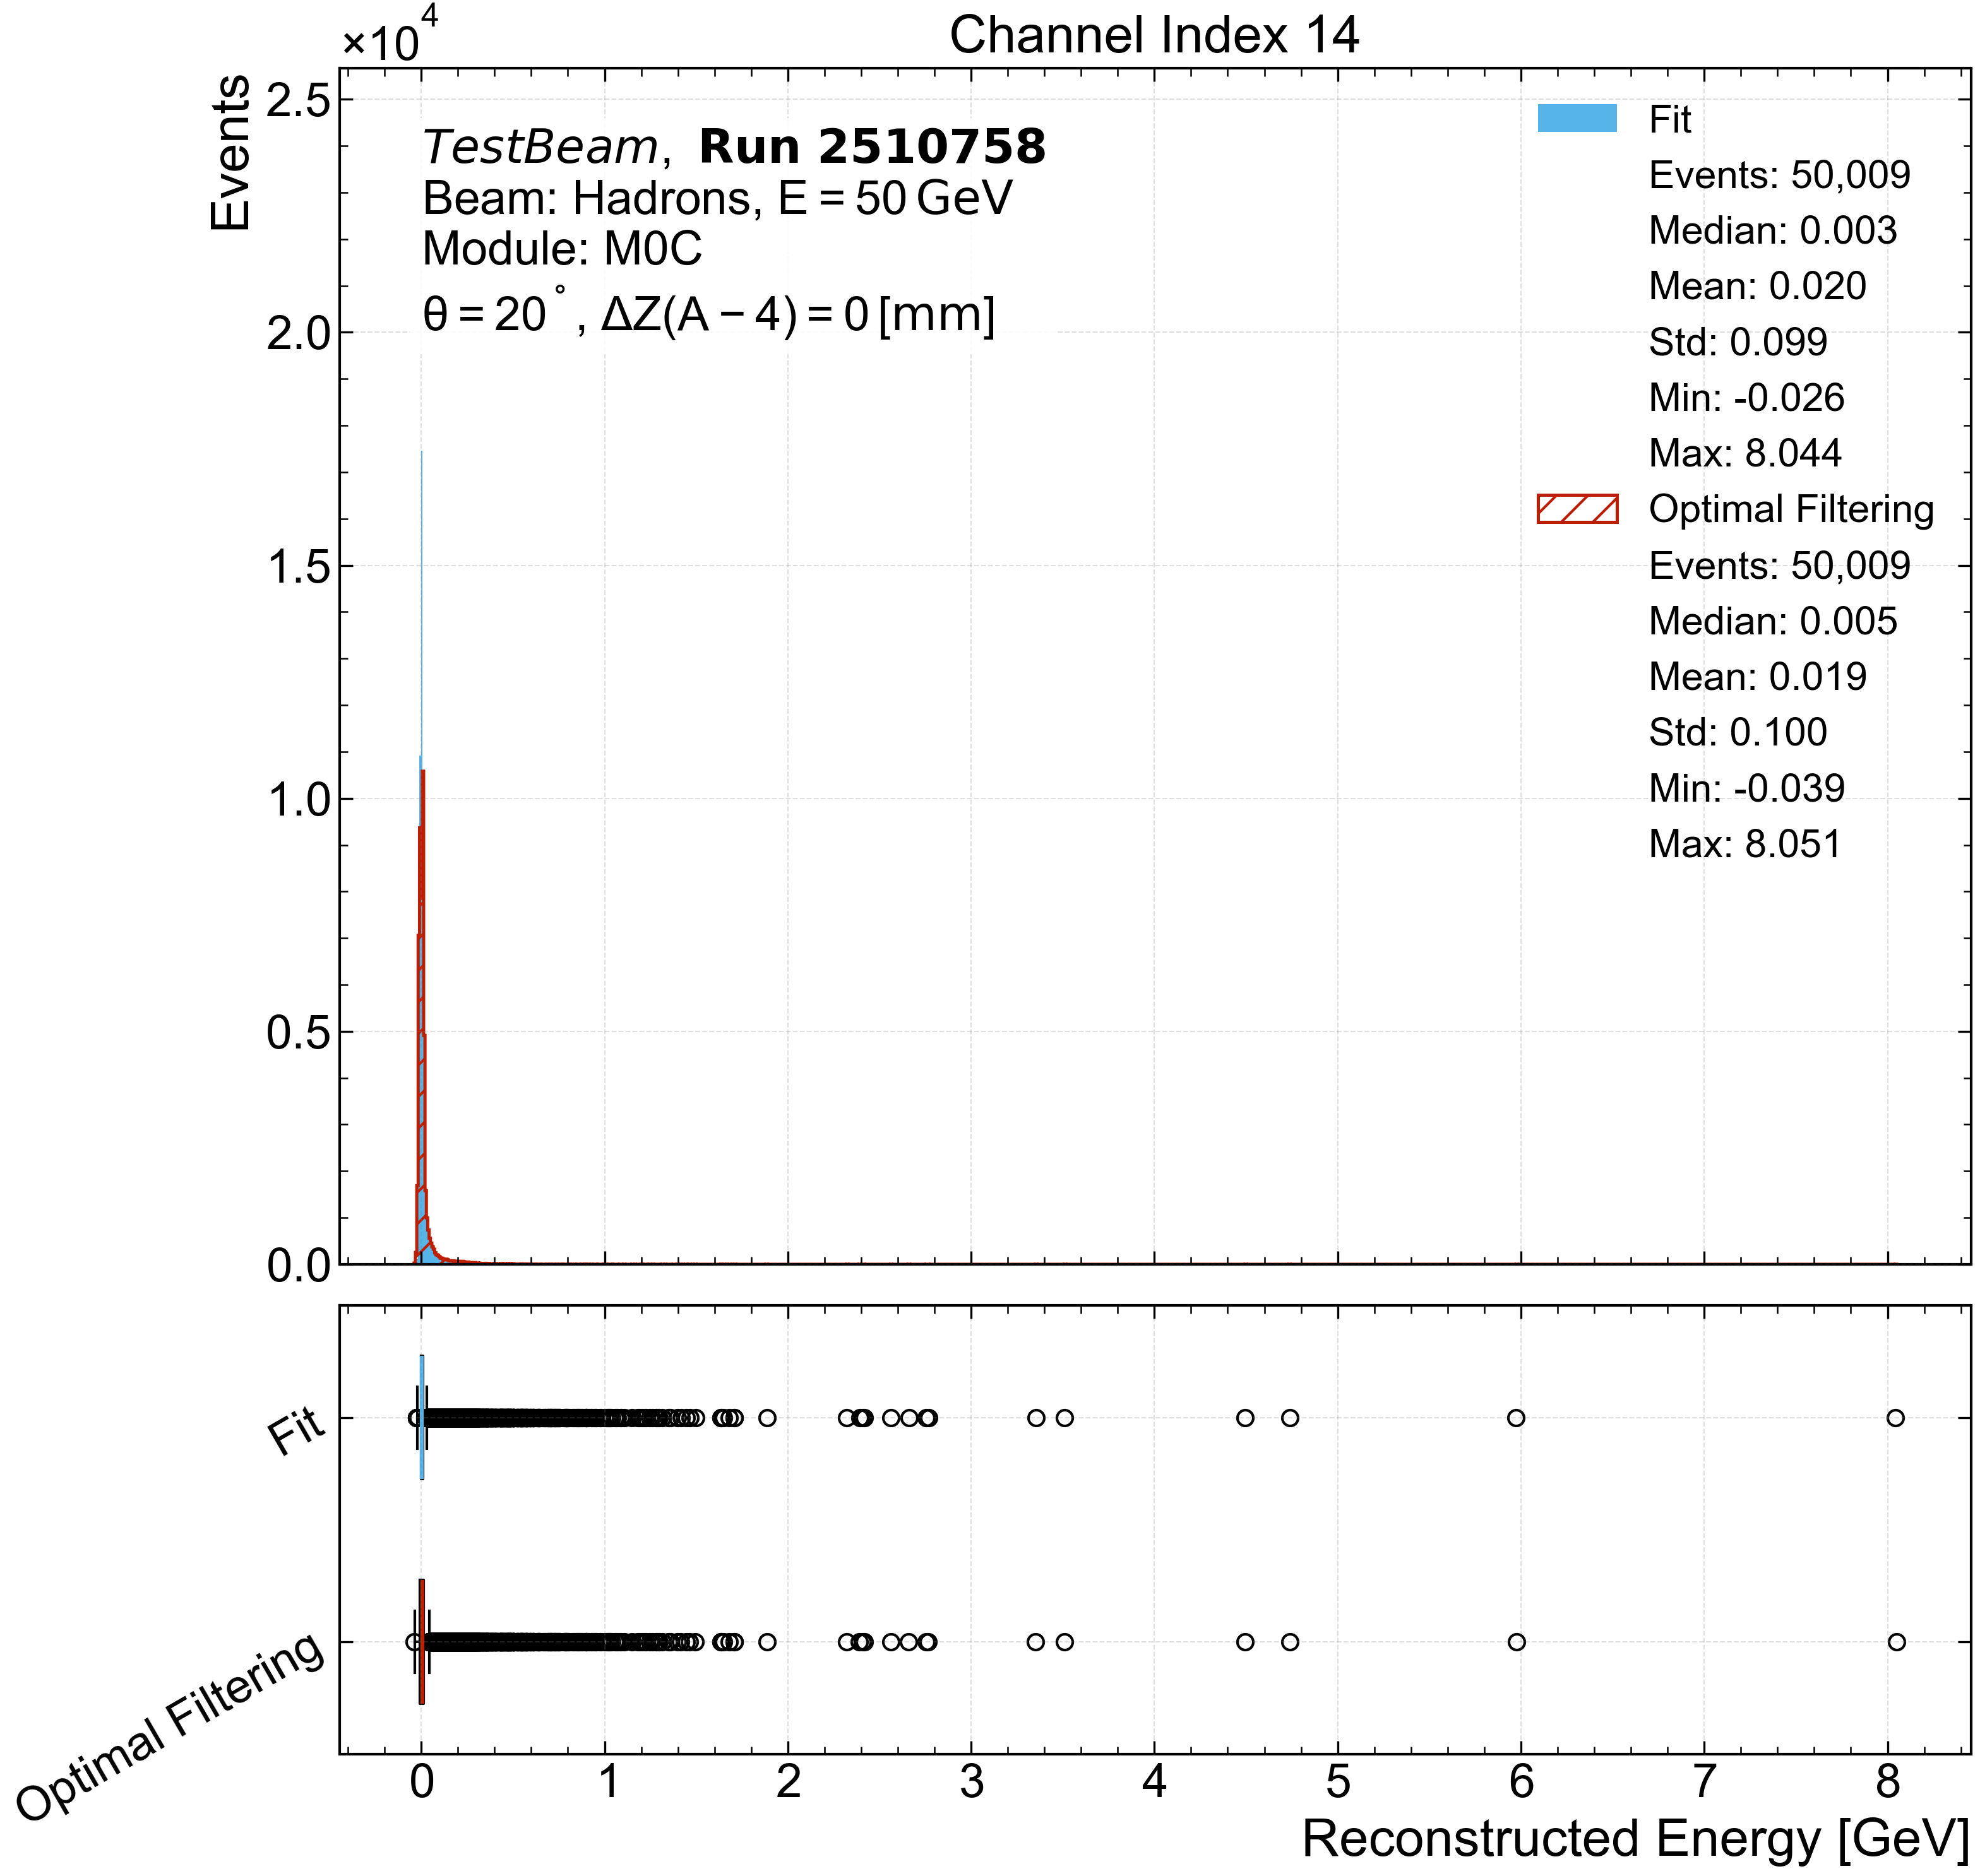 Channel Index 14
×10^4
Events
2.5
2.0
1.5
1.0
0.5
0.0
TestBeam, Run 2510758
Beam: Hadrons, E = 50 GeV
Module: M0C
θ = 20°, ΔZ(A − 4) = 0 [mm]
Fit
Events: 50,009
Median: 0.003
Mean: 0.020
Std: 0.099
Min: -0.026
Max: 8.044
Optimal Filtering
Events: 50,009
Median: 0.005
Mean: 0.019
Std: 0.100
Min: -0.039
Max: 8.051
Fit
Optimal Filtering
0 1 2 3 4 5 6 7 8
Reconstructed Energy [GeV]